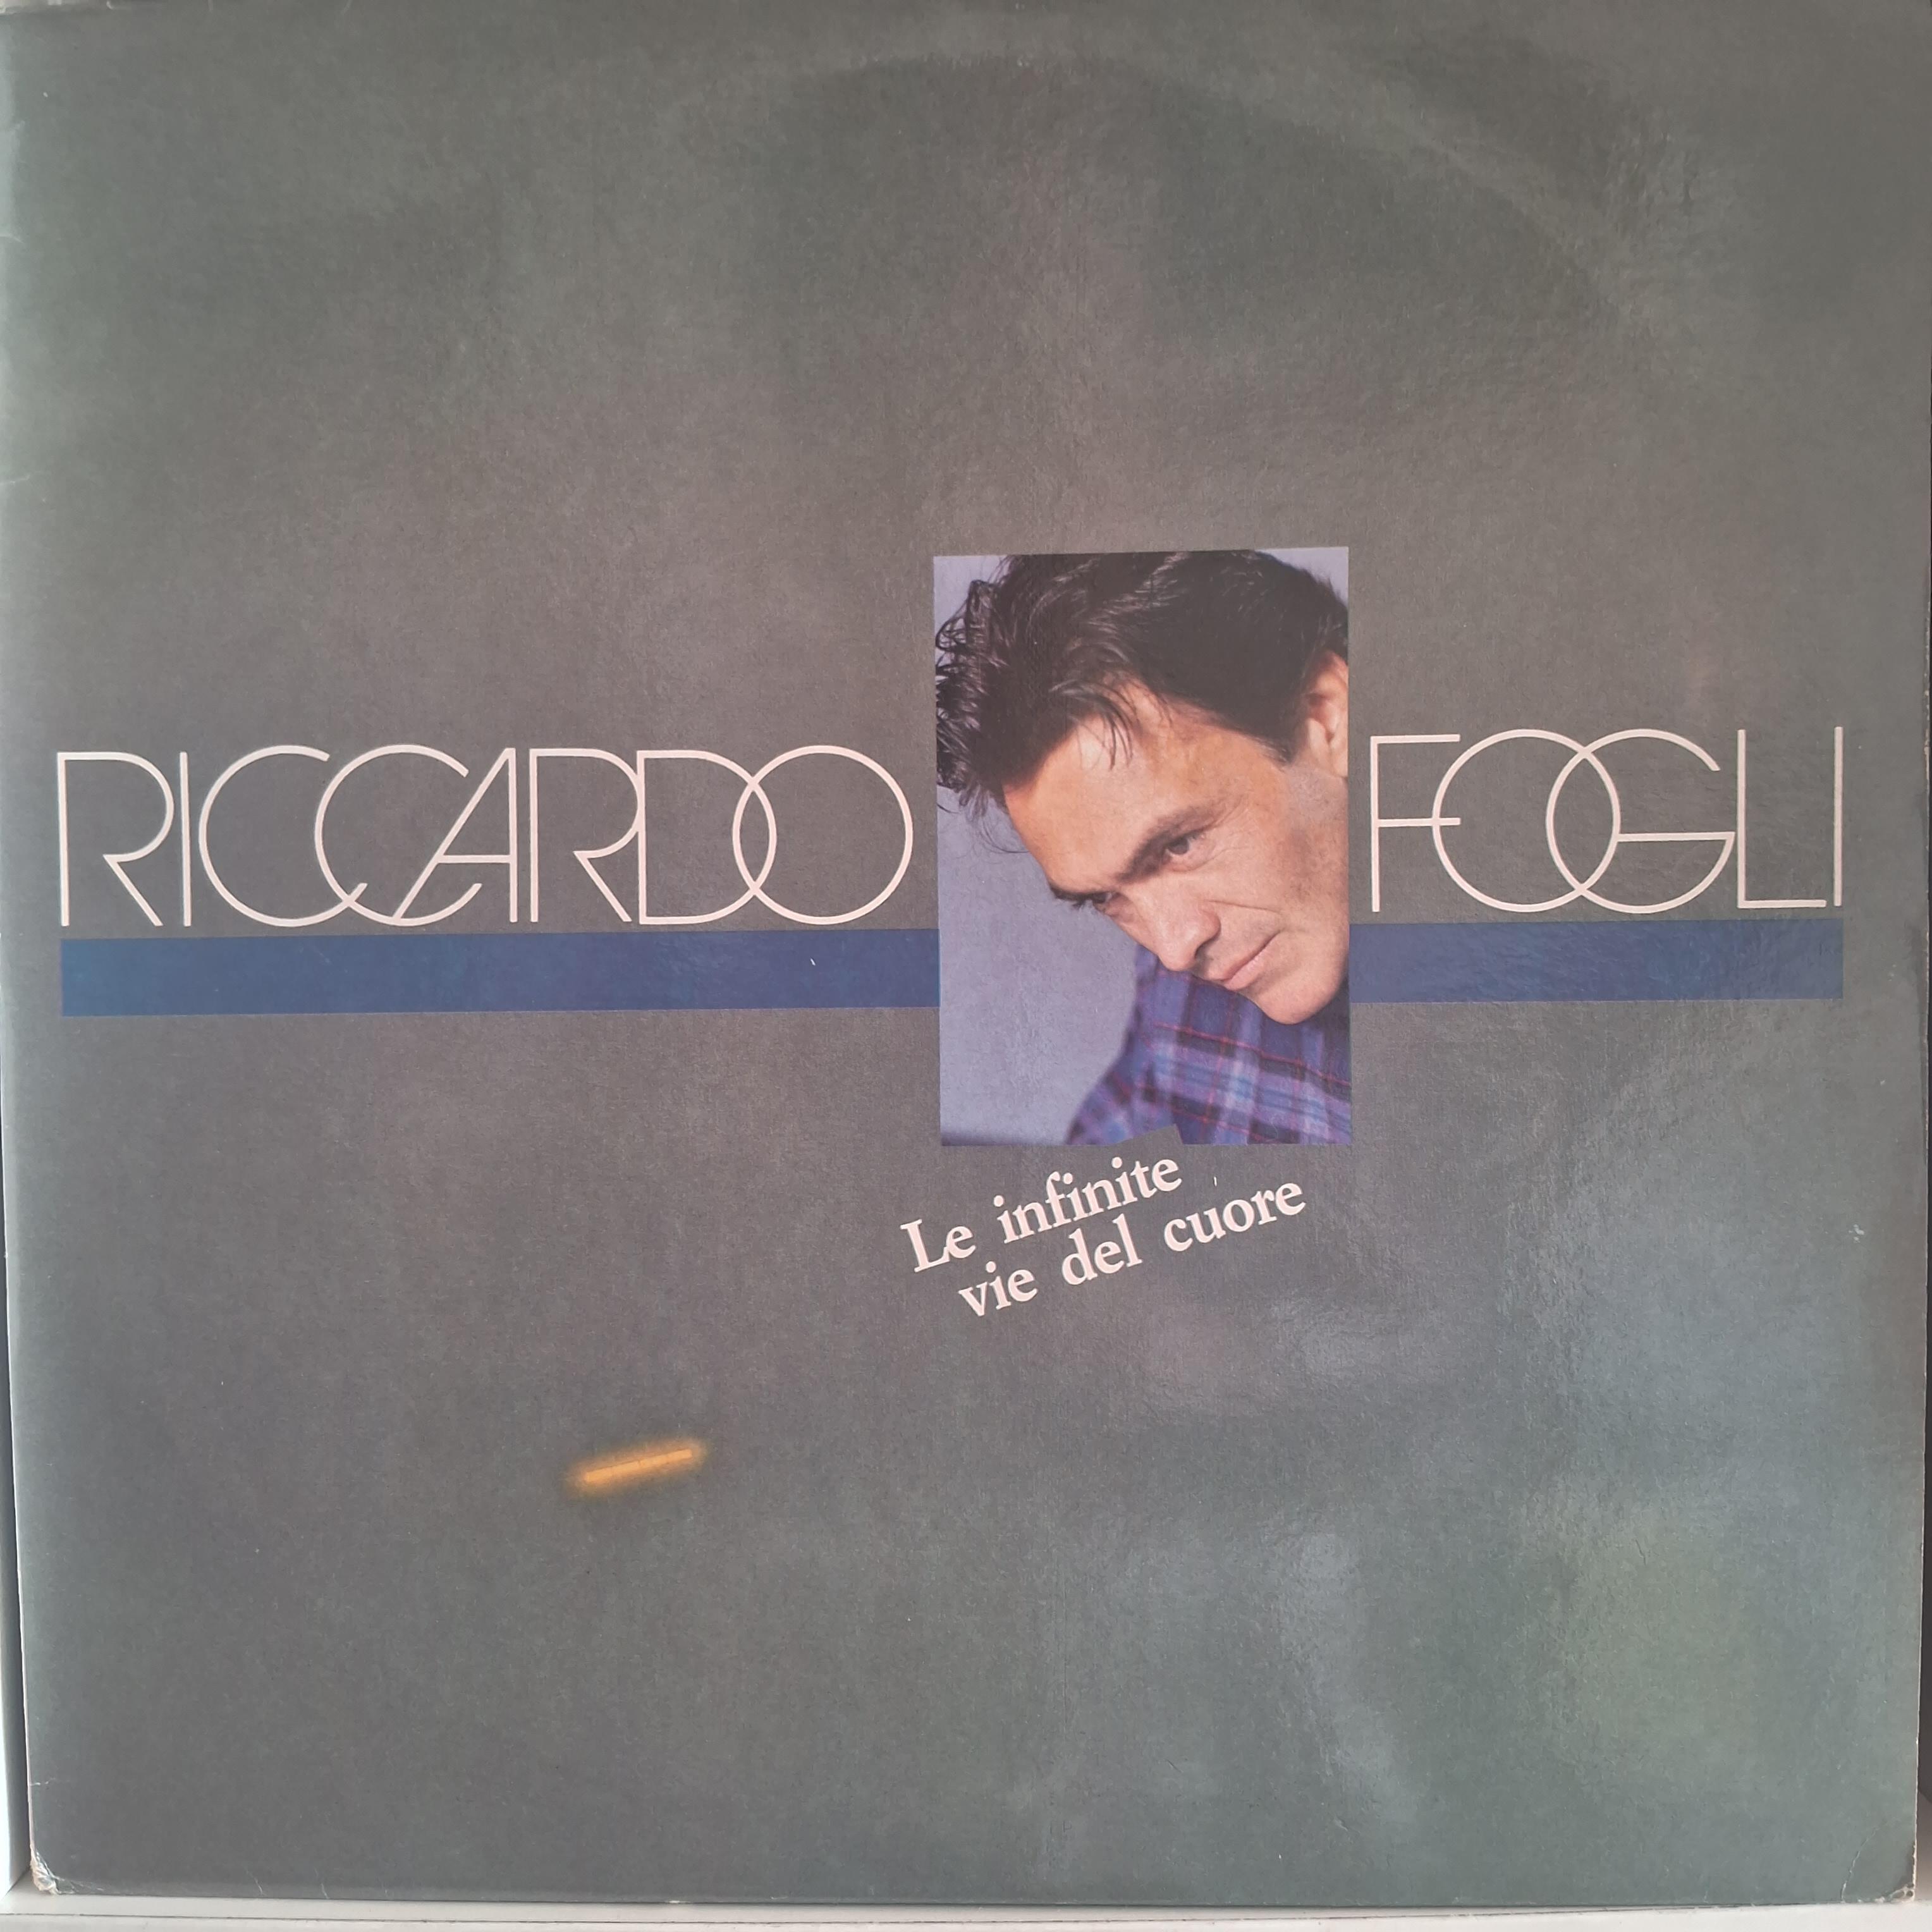 RICCARDO FOGLI
Le infinite
vie del cuore